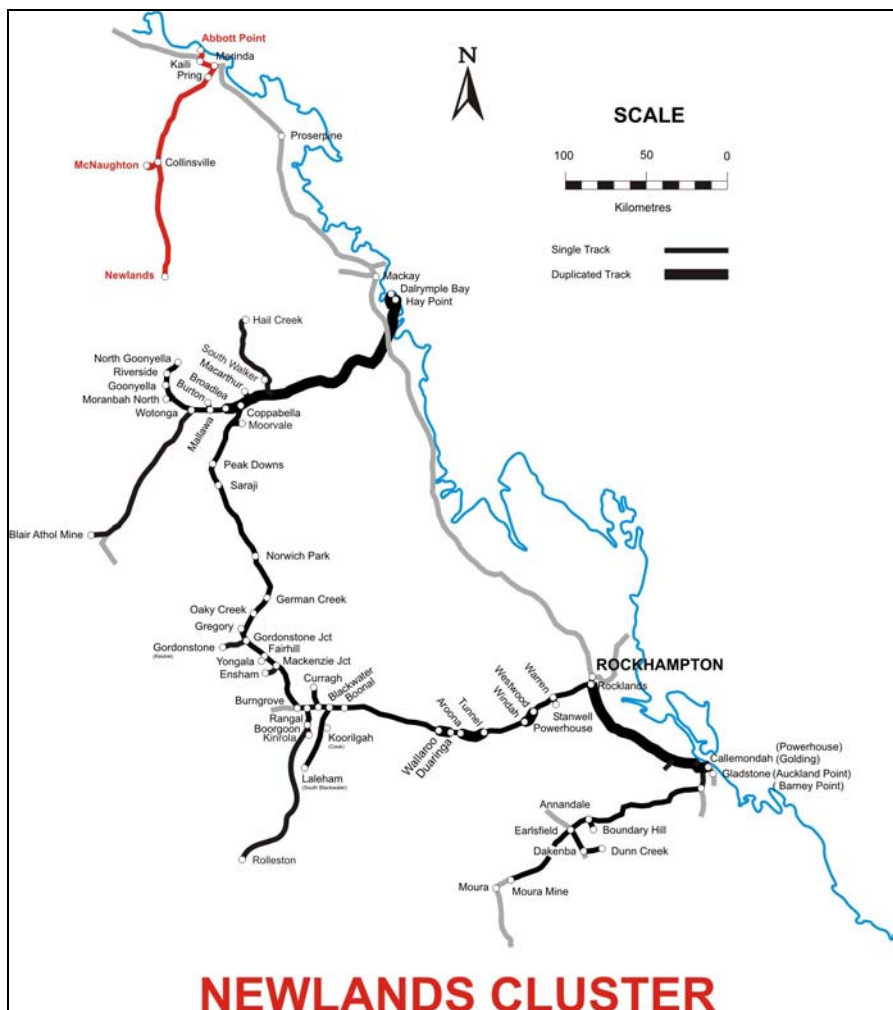 Abbott Point
Kaili
Merinda
Pring
N
SCALE
100 50 0
Kilometres
Proserpine
McNaughton
Collinsville
Single Track
Duplicated Track
Newlands
Mackay
Dalrymple Bay
Hay Point
Hail Creek
North Goonyella
Riverside
Goonyella
Moranbah North
Wotonga
South Walker
Macarthur
Broadlea
Burton
Mallawa
Coppabella
Moorvale
Peak Downs
Saraji
Blair Athol Mine
Norwich Park
German Creek
Oaky Creek
Gregory
Gordonstone Jct
Gordonstone
(Kestrel)
Fairhill
Yongala
Mackenzie Jct
Ensham
Curragh
Blackwater
Boonal
Burngrove
Rangal
Boorgoon
Kinrola
Koorilgah
(Cook)
Laleham
(South Blackwater)
Rolleston
Wallaroo
Duaringa
Aroona
Tunnel
Windah
Westwood
Warren
Stanwell
Powerhouse
ROCKHAMPTON
Rocklands
Callemondah (Powerhouse)
(Golding)
Gladstone (Auckland Point)
( Barney Point)
Annandale
Earlsfield
Boundary Hill
Dakenba
Dunn Creek
Moura
Moura Mine
NEWLANDS CLUSTER